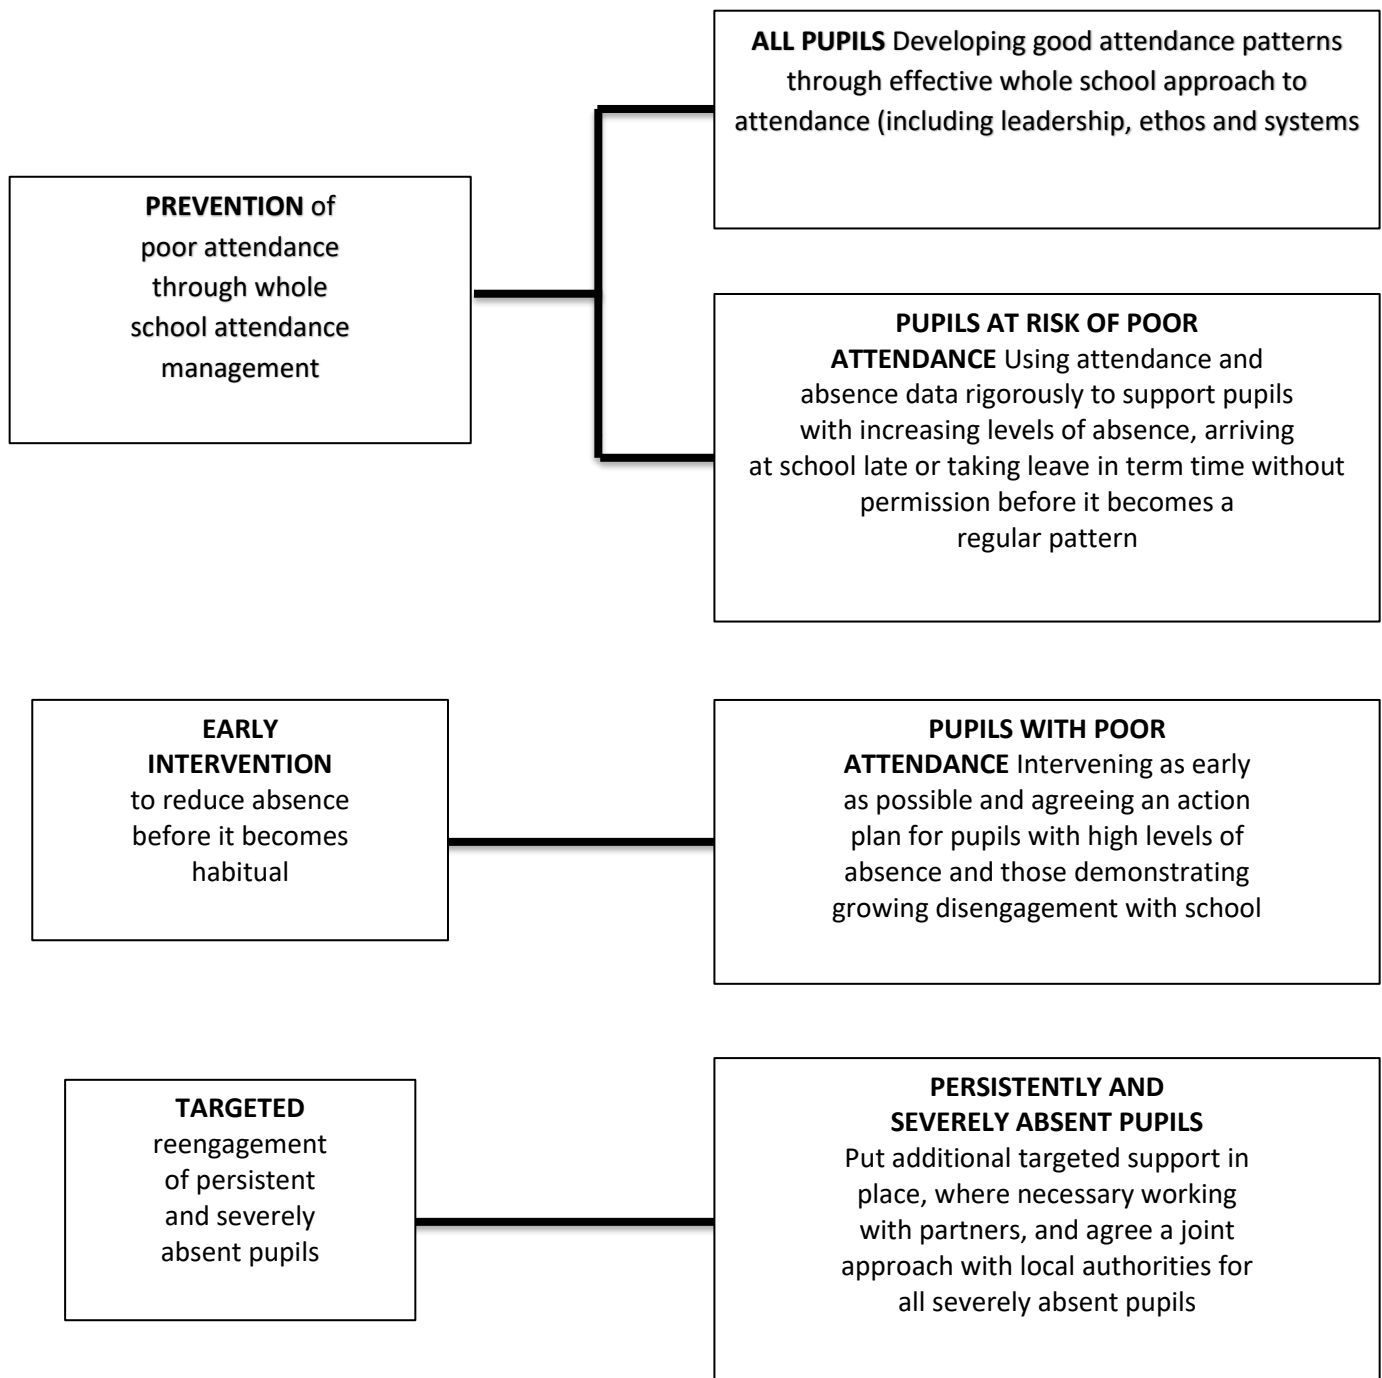 PREVENTION of
poor attendance
through whole
school attendance
management
ALL PUPILS Developing good attendance patterns
through effective whole school approach to
attendance (including leadership, ethos and systems
PUPILS AT RISK OF POOR
ATTENDANCE Using attendance and
absence data rigorously to support pupils
with increasing levels of absence, arriving
at school late or taking leave in term time without
permission before it becomes a
regular pattern
EARLY
INTERVENTION
to reduce absence
before it becomes
habitual
PUPILS WITH POOR
ATTENDANCE Intervening as early
as possible and agreeing an action
plan for pupils with high levels of
absence and those demonstrating
growing disengagement with school
TARGETED
reengagement
of persistent
and severely
absent pupils
PERSISTENTLY AND
SEVERELY ABSENT PUPILS
Put additional targeted support in
place, where necessary working
with partners, and agree a joint
approach with local authorities for
all severely absent pupils